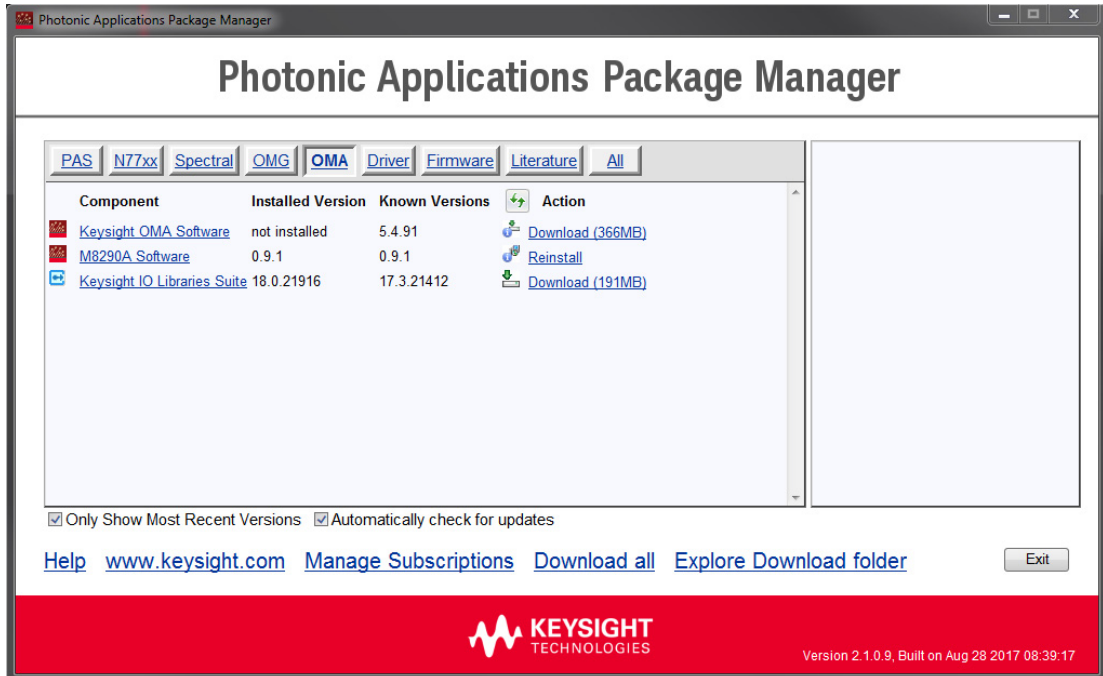 Photonic Applications Package Manager
Photonic Applications Package Manager
PAS N77xx Spectral OMG OMA Driver Firmware Literature All
Component Installed Version Known Versions Action
Keysight OMA Software not installed 5.4.91 Download (366MB)
M8290A Software 0.9.1 0.9.1 Reinstall
Keysight IO Libraries Suite 18.0.21916 17.3.21412 Download (191MB)
Only Show Most Recent Versions Automatically check for updates
Help www.keysight.com Manage Subscriptions Download all Explore Download folder Exit
KEYSIGHT
TECHNOLOGIES
Version 2.1.0.9, Built on Aug 28 2017 08:39:17